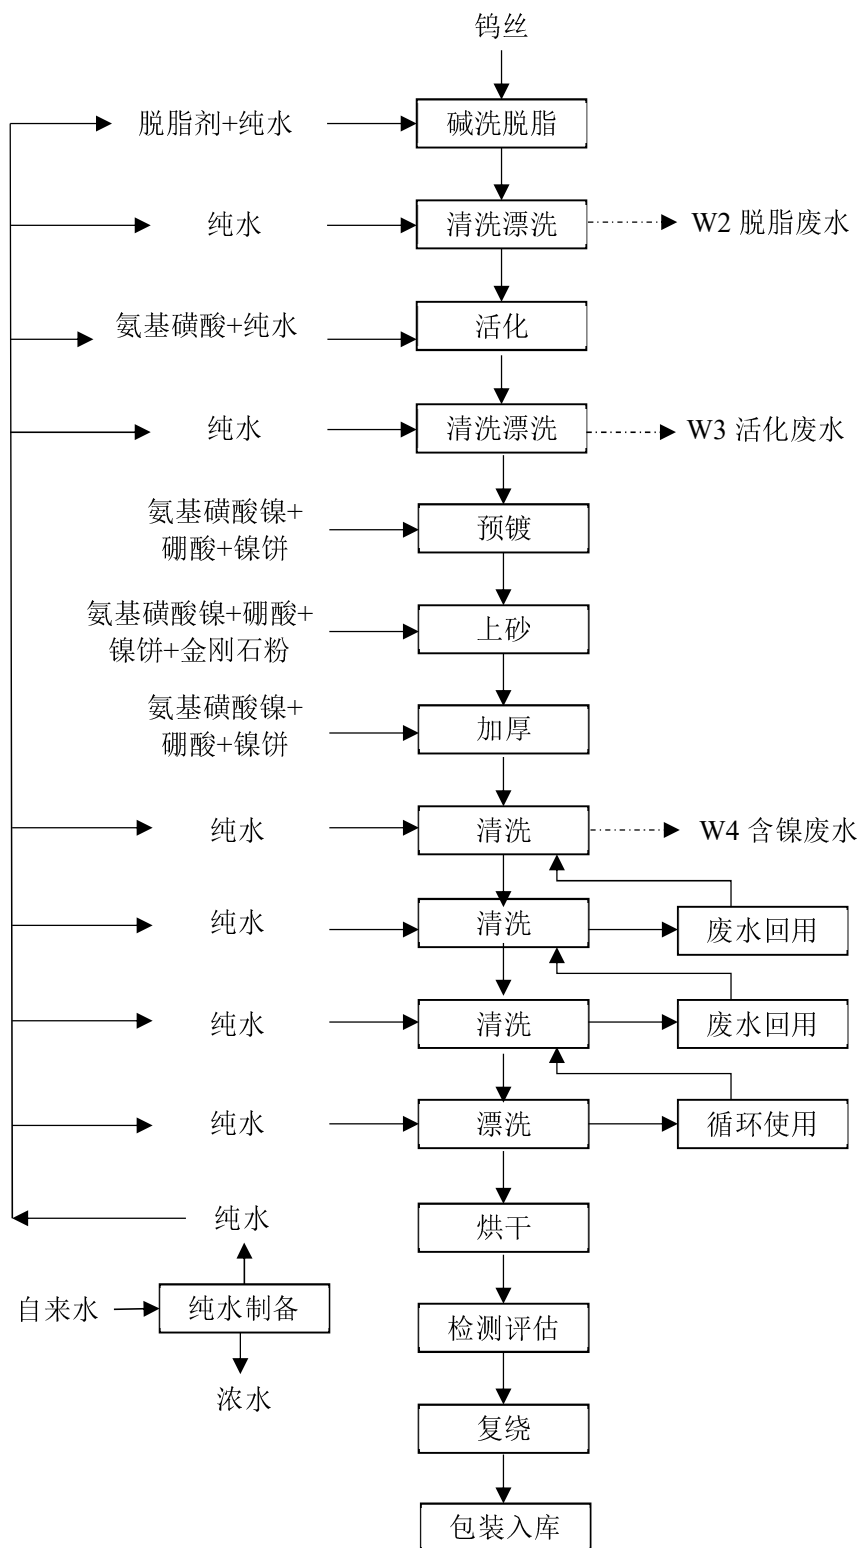 钨丝
脱脂剂+纯水
碱洗脱脂
纯水
清洗漂洗
W2 脱脂废水
氨基磺酸+纯水
活化
纯水
清洗漂洗
W3 活化废水
氨基磺酸镍+
硼酸+镍饼
预镀
氨基磺酸镍+硼酸+
镍饼+金刚石粉
上砂
氨基磺酸镍+
硼酸+镍饼
加厚
纯水
清洗
W4 含镍废水
纯水
清洗
废水回用
纯水
清洗
废水回用
纯水
漂洗
循环使用
纯水
烘干
自来水
纯水制备
检测评估
浓水
复绕
包装入库